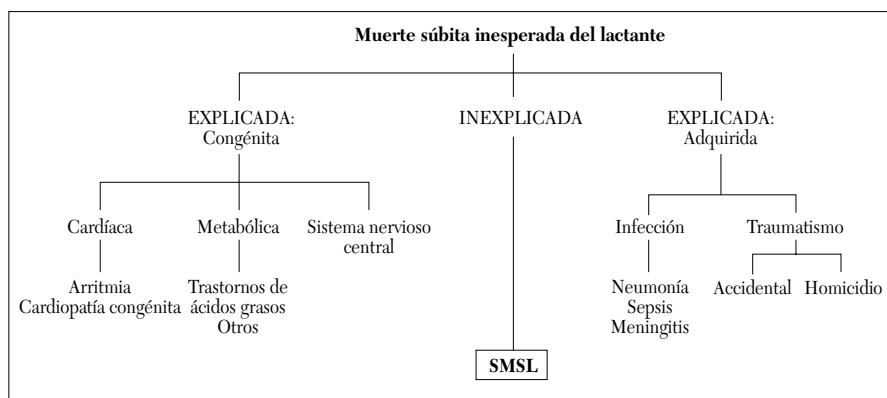 Muerte súbita inesperada del lactante
EXPLICADA:
Congénita
INEXPLICADA
EXPLICADA:
Adquirida
Cardíaca
Metabólica
Sistema nervioso
central
Infección
Traumatismo
Arritmia
Cardiopatía congénita
Trastornos de
ácidos grasos
Otros
Neumonía
Sepsis
Meningitis
Accidental
Homicidio
SMSL